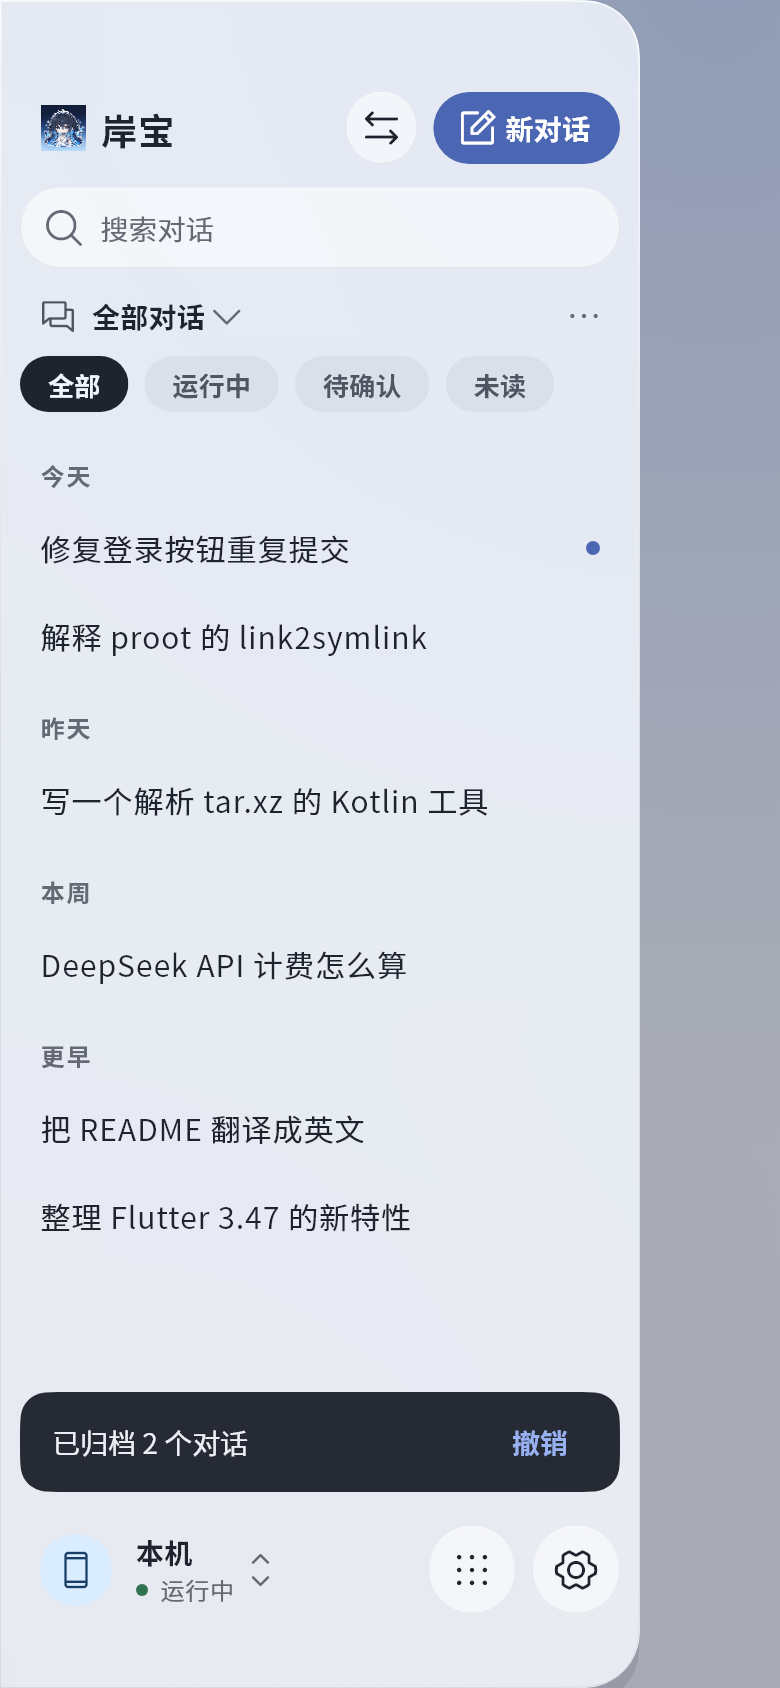 岸宝
新对话
搜索对话
全部对话
全部
运行中
待确认
未读
今天
修复登录按钮重复提交
解释 proot 的 link2symlink
昨天
写一个解析 tar.xz 的 Kotlin 工具
本周
DeepSeek API 计费怎么算
更早
把 README 翻译成英文
整理 Flutter 3.47 的新特性
已归档 2 个对话
撤销
本机
运行中